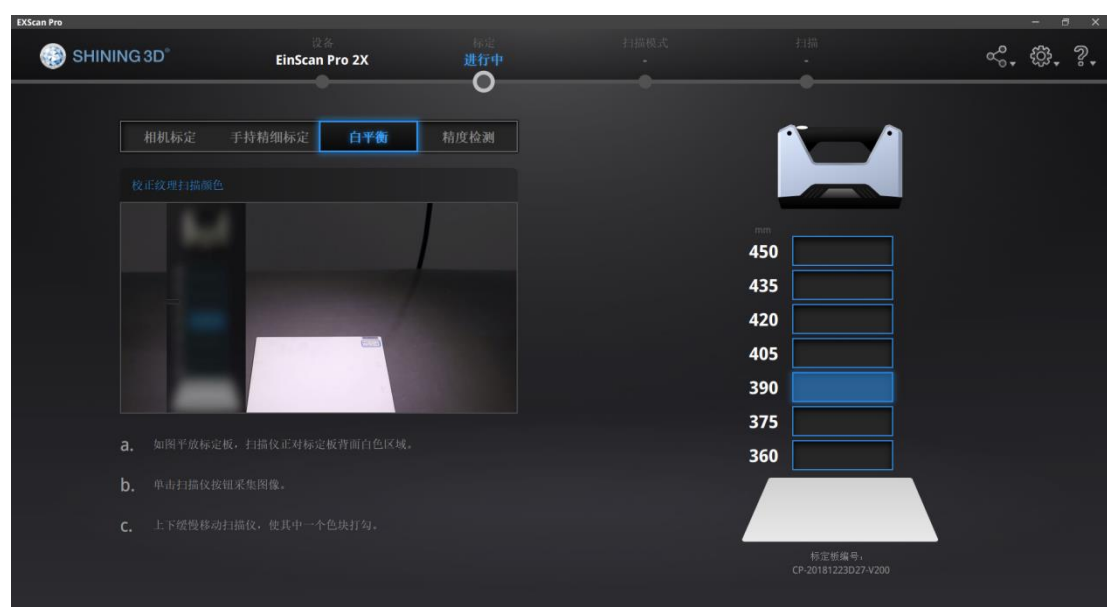 EXScan Pro
SHINING 3D®
设备
EinScan Pro 2X
标定
进行中
扫描模式
-
扫描
-
相机标定
手持精细标定
白平衡
精度检测
校正纹理扫描颜色
a. 如图平放标定板，扫描仪正对标定板背面白色区域。
b. 单击扫描仪按钮采集图像。
c. 上下缓慢移动扫描仪，使其中一个色块打勾。
mm
450
435
420
405
390
375
360
标定板编号:
CP-20181223D27-V200